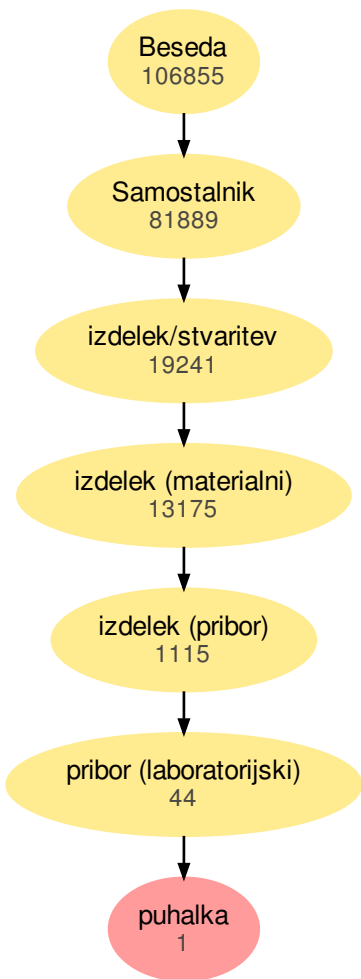 Beseda
106855
Samostalnik
81889
izdelek/stvaritev
19241
izdelek (materialni)
13175
izdelek (pribor)
1115
pribor (laboratorijski)
44
puhalka
1